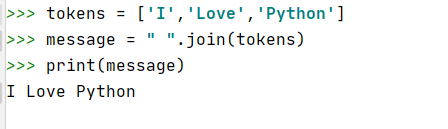 >>> tokens = ['I','Love','Python']
>>> message = " ".join(tokens)
>>> print(message)
I Love Python